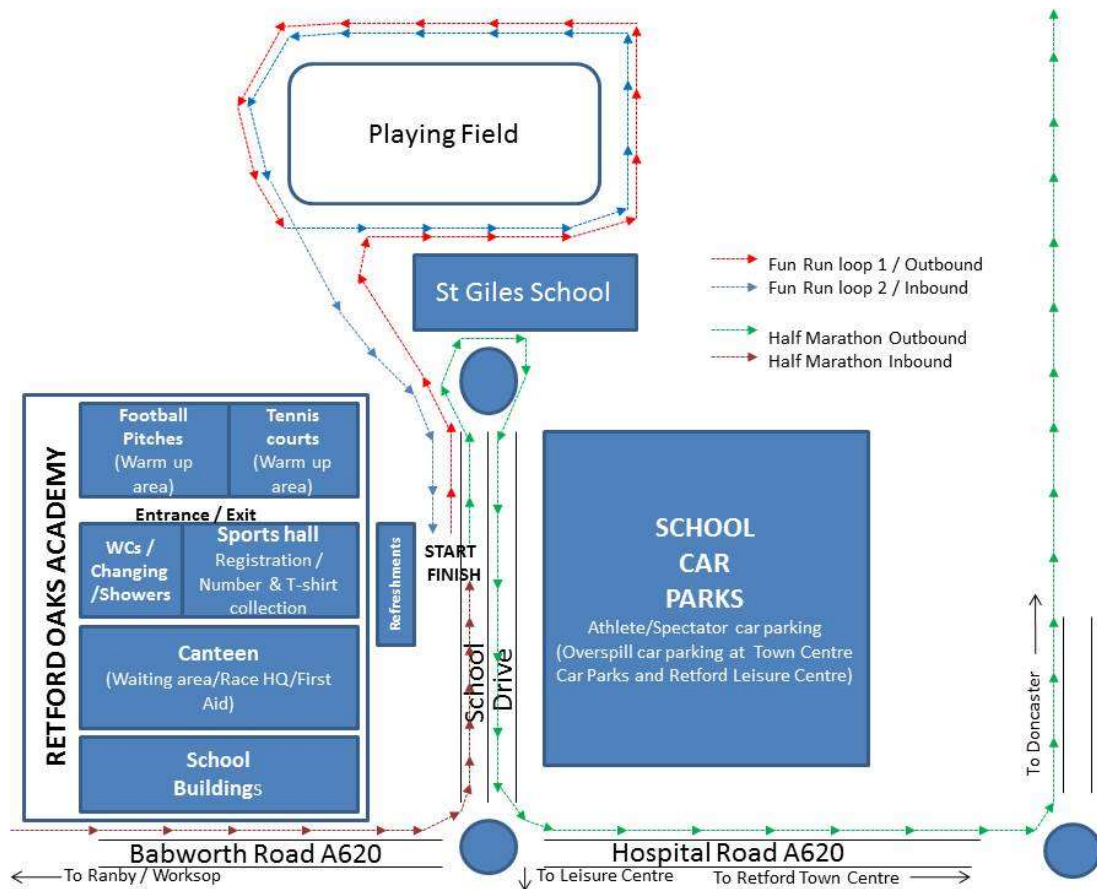 Playing Field
St Giles School
Fun Run loop 1 / Outbound
Fun Run loop 2 / Inbound
Half Marathon Outbound
Half Marathon Inbound
RETFORD OAKS ACADEMY
Football
Pitches
(Warm up
area)
Tennis
courts
(Warm up
area)
Entrance / Exit
WCs /
Changing
/Showers
Sports hall
Registration /
Number & T-shirt
collection
Refreshments
START
FINISH
Canteen
(Waiting area/Race HQ/First
Aid)
School
Buildings
School
Drive
SCHOOL
CAR
PARKS
Athlete/Spectator car parking
(Overspill car parking at Town Centre
Car Parks and Retford Leisure Centre)
To Doncaster
Babworth Road A620
Hospital Road A620
To Ranby / Worksop
To Leisure Centre
To Retford Town Centre